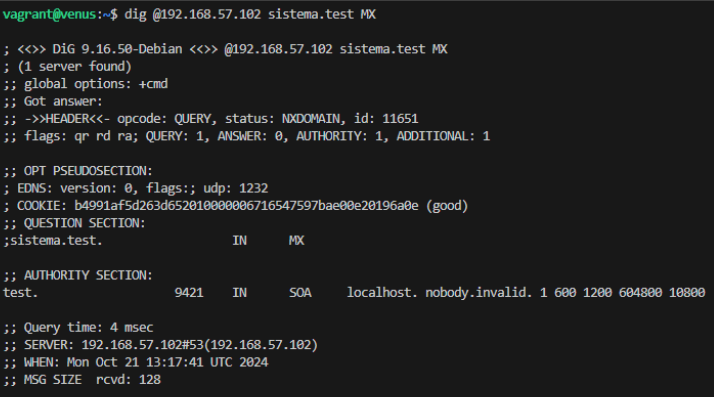 vagrant@venus:~$ dig @192.168.57.102 sistema.test MX
; <<>> DiG 9.16.50-Debian <<>> @192.168.57.102 sistema.test MX
; (1 server found)
;; global options: +cmd
;; Got answer:
;; ->>HEADER<<- opcode: QUERY, status: NXDOMAIN, id: 11651
;; flags: qr rd ra; QUERY: 1, ANSWER: 0, AUTHORITY: 1, ADDITIONAL: 1
;; OPT PSEUDOSECTION:
; EDNS: version: 0, flags:; udp: 1232
; COOKIE: b4991af5d263d652010000006716547597bae00e20196a0e (good)
;; QUESTION SECTION:
;sistema.test. IN MX
;; AUTHORITY SECTION:
test. 9421 IN SOA localhost. nobody.invalid. 1 600 1200 604800 10800
;; Query time: 4 msec
;; SERVER: 192.168.57.102#53(192.168.57.102)
;; WHEN: Mon Oct 21 13:17:41 UTC 2024
;; MSG SIZE rcvd: 128